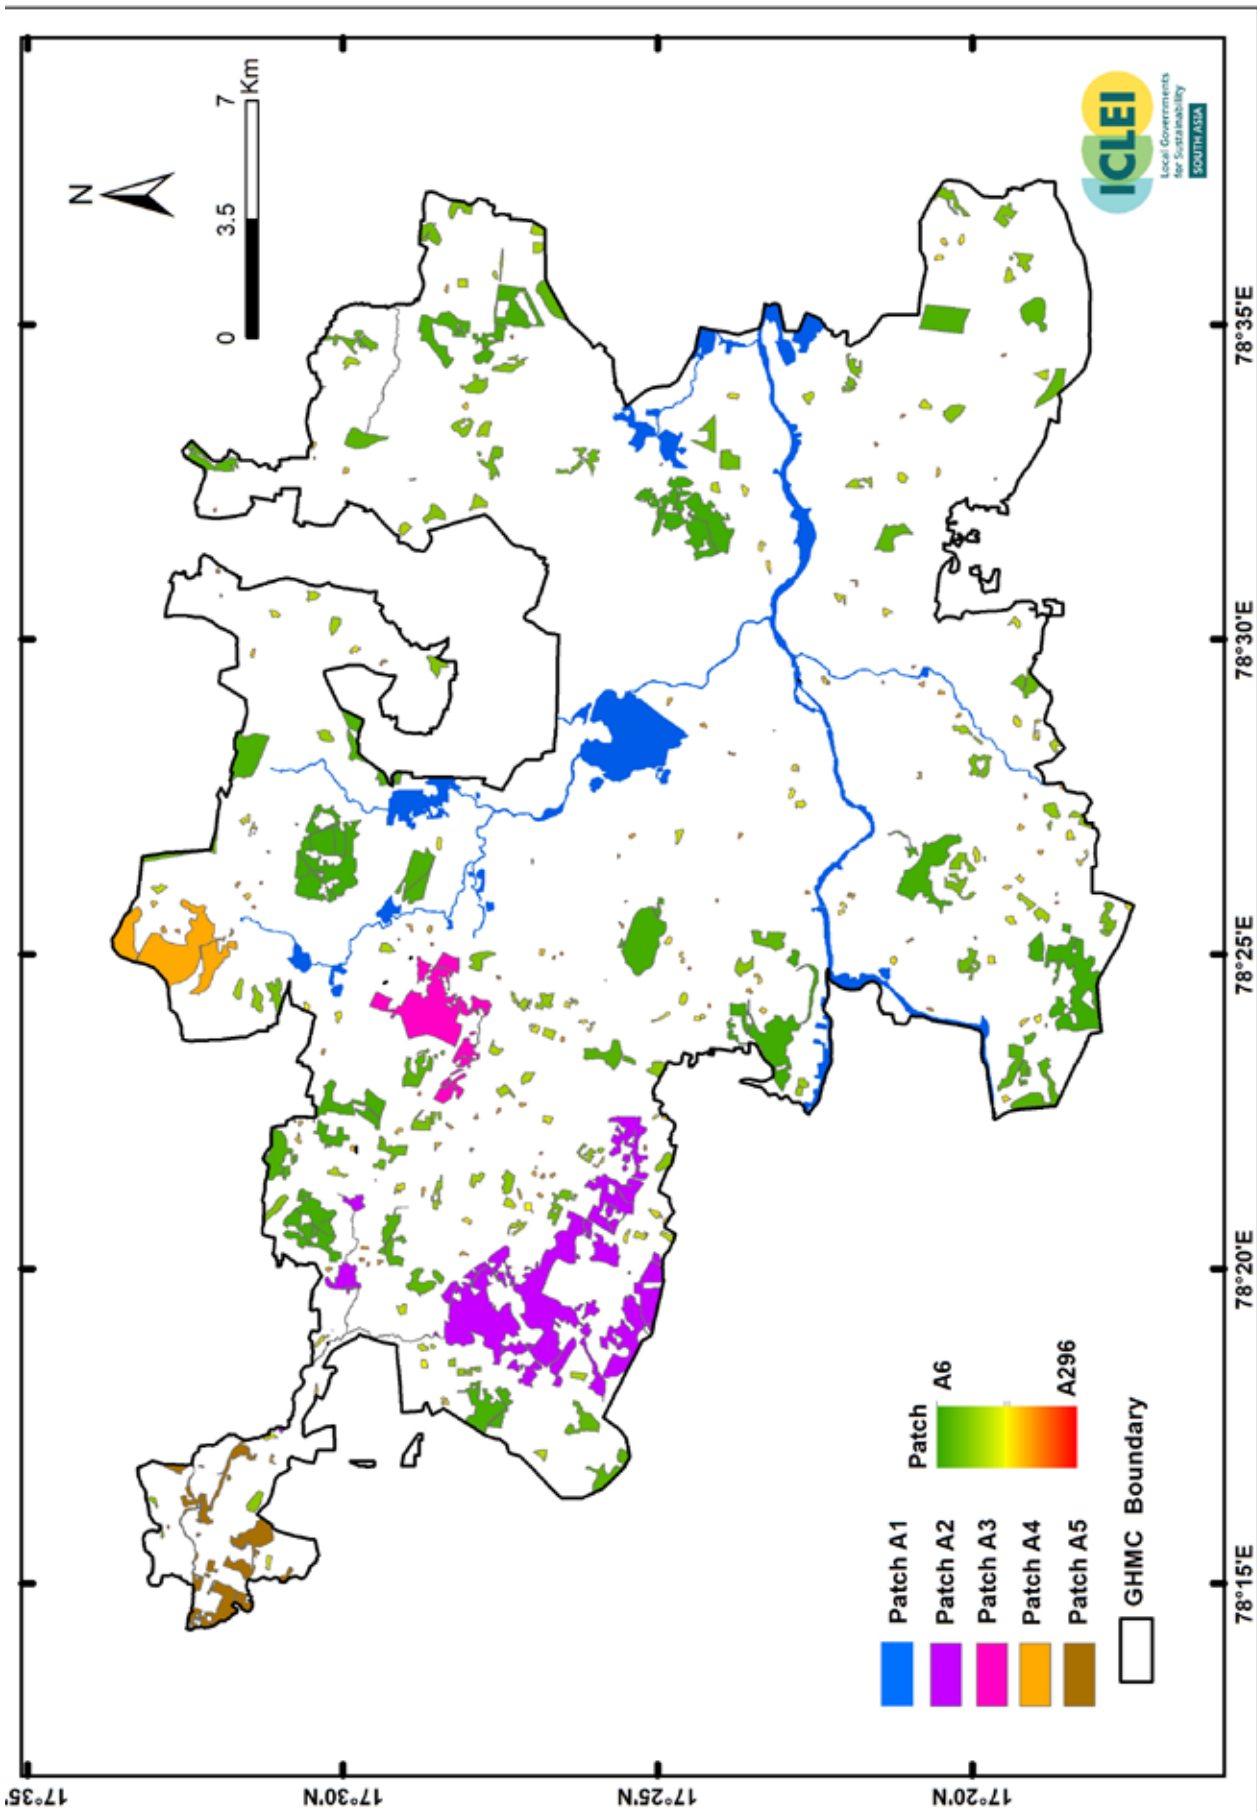 N
0 3.5 7
Km
17°35'
17°30'N
17°25'N
17°20'N
78°15'E
78°20'E
78°25'E
78°30'E
78°35'E
Patch A1
Patch A2
Patch A3
Patch A4
Patch A5
GHMC Boundary
Patch
A6
A296
ICLEI
Local Governments
for Sustainability
SOUTH ASIA